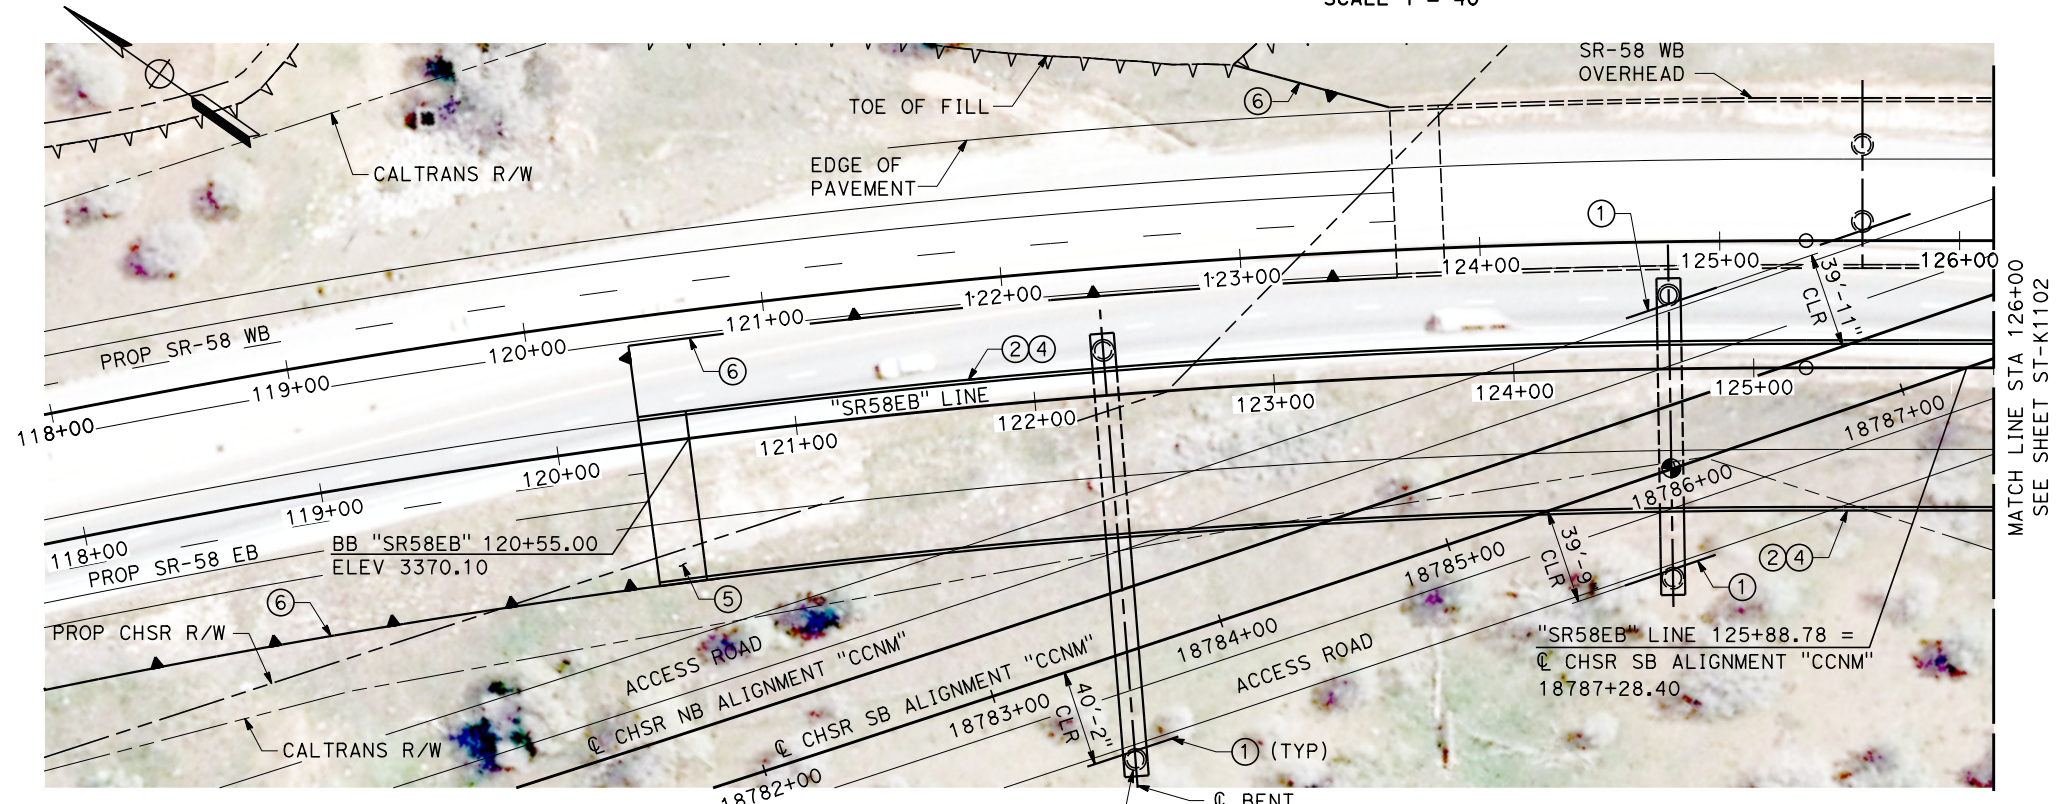 SCALE 1" = 40'
SR-58 WB
OVERHEAD
TOE OF FILL
6
CALTRANS R/W
EDGE OF
PAVEMENT
1
PROP SR-58 WB
118+00
119+00
120+00
121+00
122+00
123+00
124+00
125+00
126+00
39'-11"
CLR
6
2 4
"SR58EB" LINE
118+00
119+00
120+00
121+00
122+00
123+00
124+00
125+00
PROP SR-58 EB
BB "SR58EB" 120+55.00
ELEV 3370.10
6
5
PROP CHSR R/W
CALTRANS R/W
ACCESS ROAD
℄ CHSR NB ALIGNMENT "CCNM"
℄ CHSR SB ALIGNMENT "CCNM"
18782+00
18783+00
18784+00
18785+00
18786+00
18787+00
40'-2"
CLR
ACCESS ROAD
1 (TYP)
℄ BENT
39'-9"
CLR
1
2 4
"SR58EB" LINE 125+88.78 =
℄ CHSR SB ALIGNMENT "CCNM"
18787+28.40
MATCH LINE STA 126+00
SEE SHEET ST-K1102